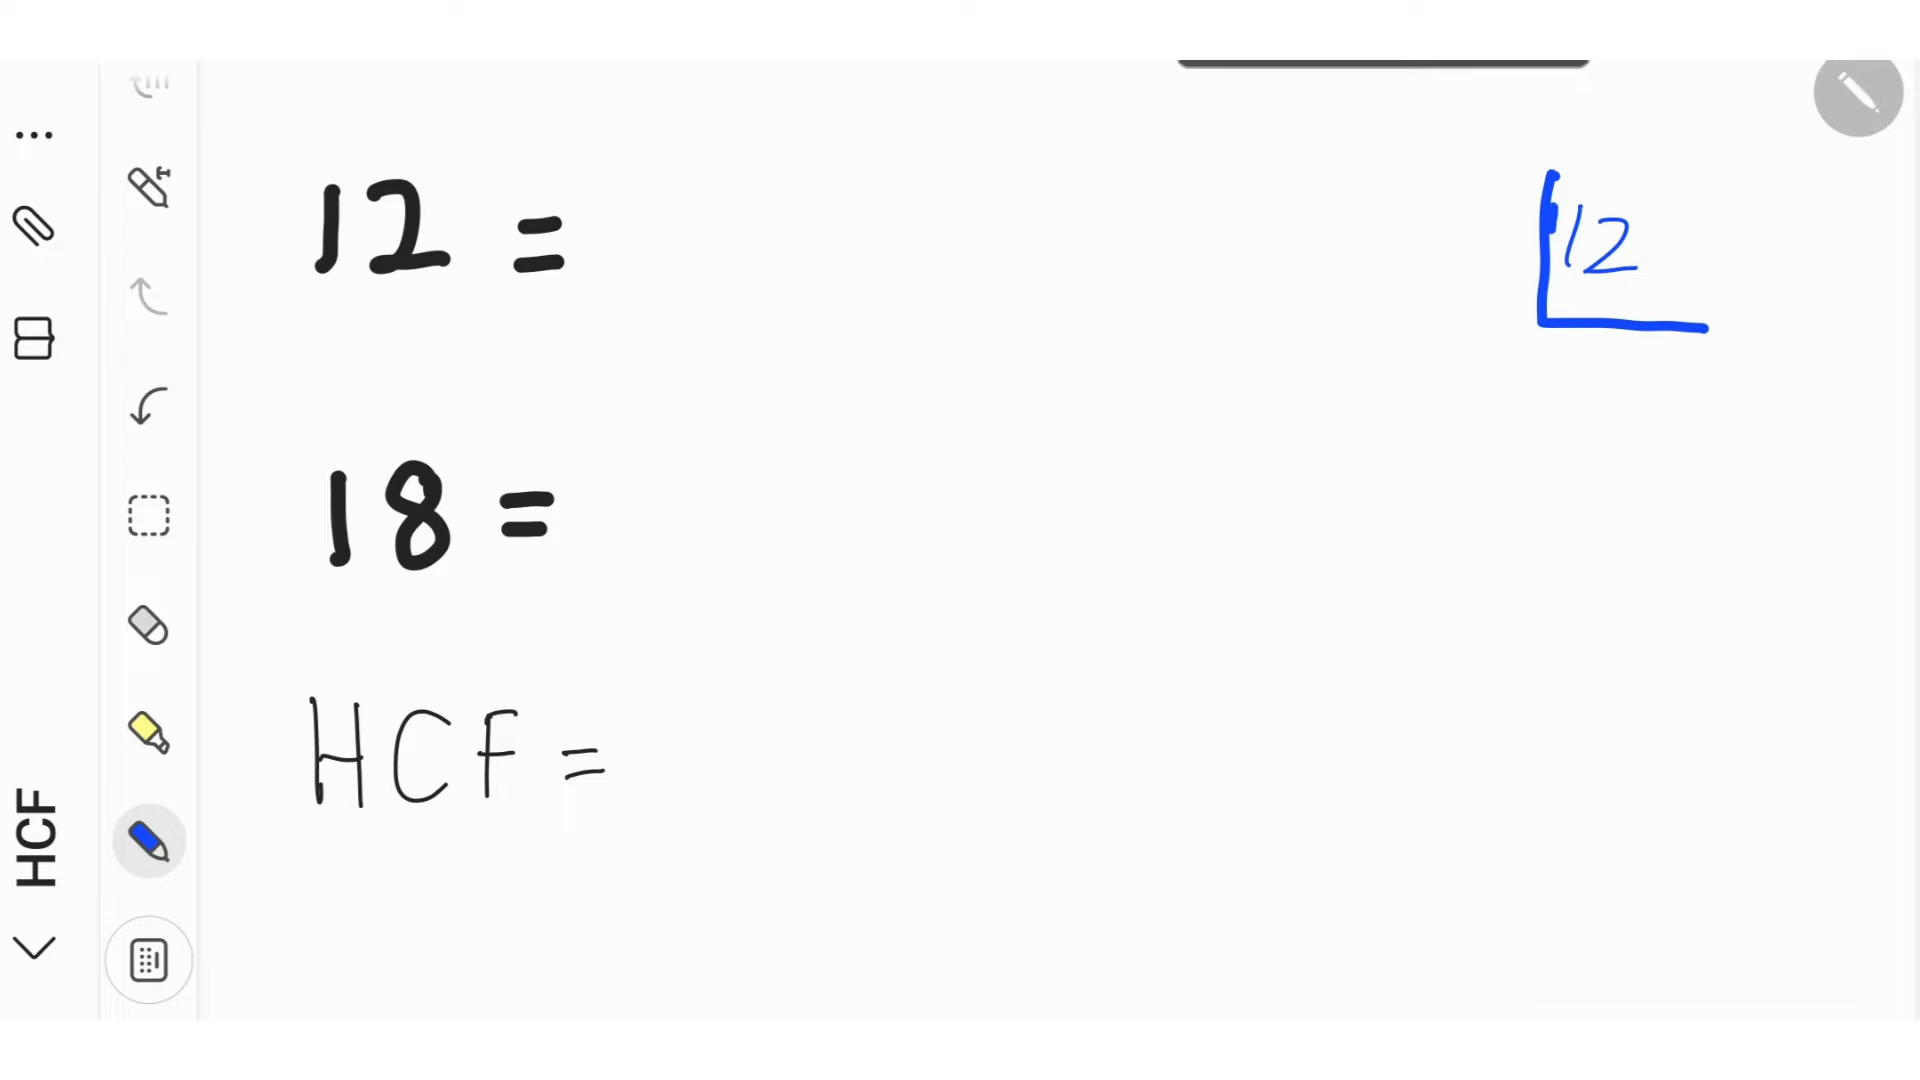 HCF
12 =
12
18 =
HCF =